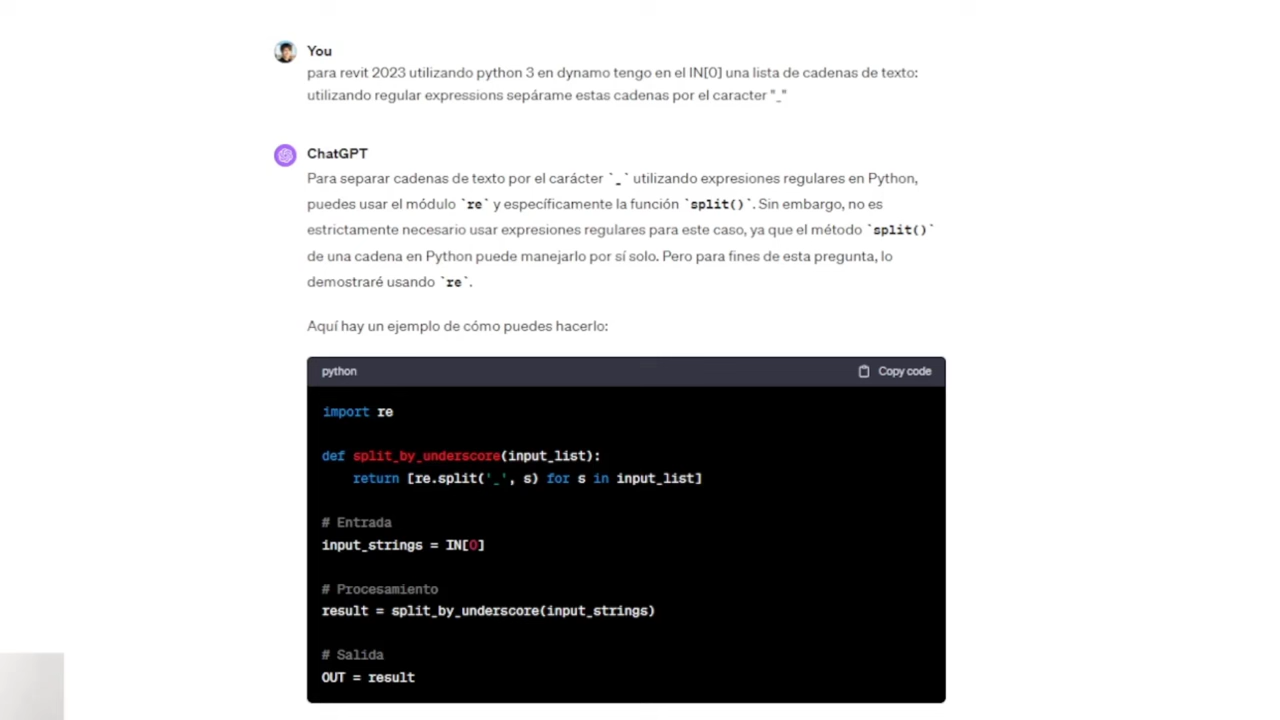 You
para revit 2023 utilizando python 3 en dynamo tengo en el IN[0] una lista de cadenas de texto:
utilizando regular expressions sepárame estas cadenas por el caracter "_"
ChatGPT
Para separar cadenas de texto por el carácter `_` utilizando expresiones regulares en Python,
puedes usar el módulo `re` y específicamente la función `split()`. Sin embargo, no es
estrictamente necesario usar expresiones regulares para este caso, ya que el método `split()`
de una cadena en Python puede manejarlo por sí solo. Pero para fines de esta pregunta, lo
demostraré usando `re`.
Aquí hay un ejemplo de cómo puedes hacerlo:
python Copy code
import re
def split_by_underscore(input_list):
    return [re.split('_', s) for s in input_list]
# Entrada
input_strings = IN[0]
# Procesamiento
result = split_by_underscore(input_strings)
# Salida
OUT = result